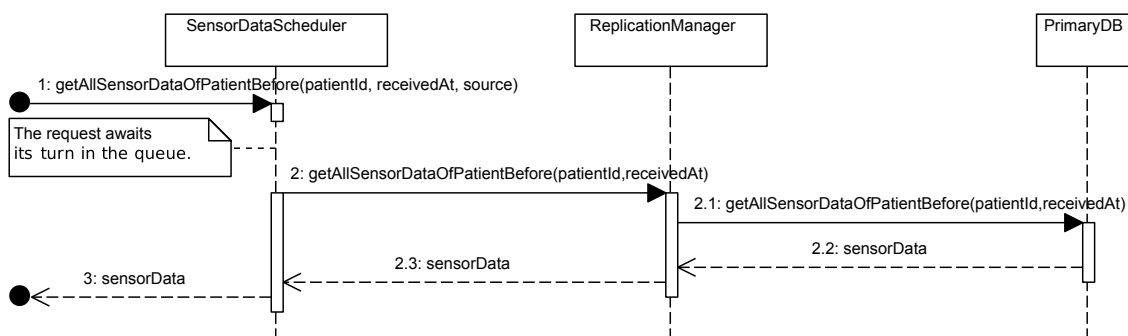 SensorDataScheduler
ReplicationManager
PrimaryDB
1: getAllSensorDataOfPatientBefore(patientId, receivedAt, source)
The request awaits
its turn in the queue.
2: getAllSensorDataOfPatientBefore(patientId,receivedAt)
2.1: getAllSensorDataOfPatientBefore(patientId,receivedAt)
2.2: sensorData
2.3: sensorData
3: sensorData